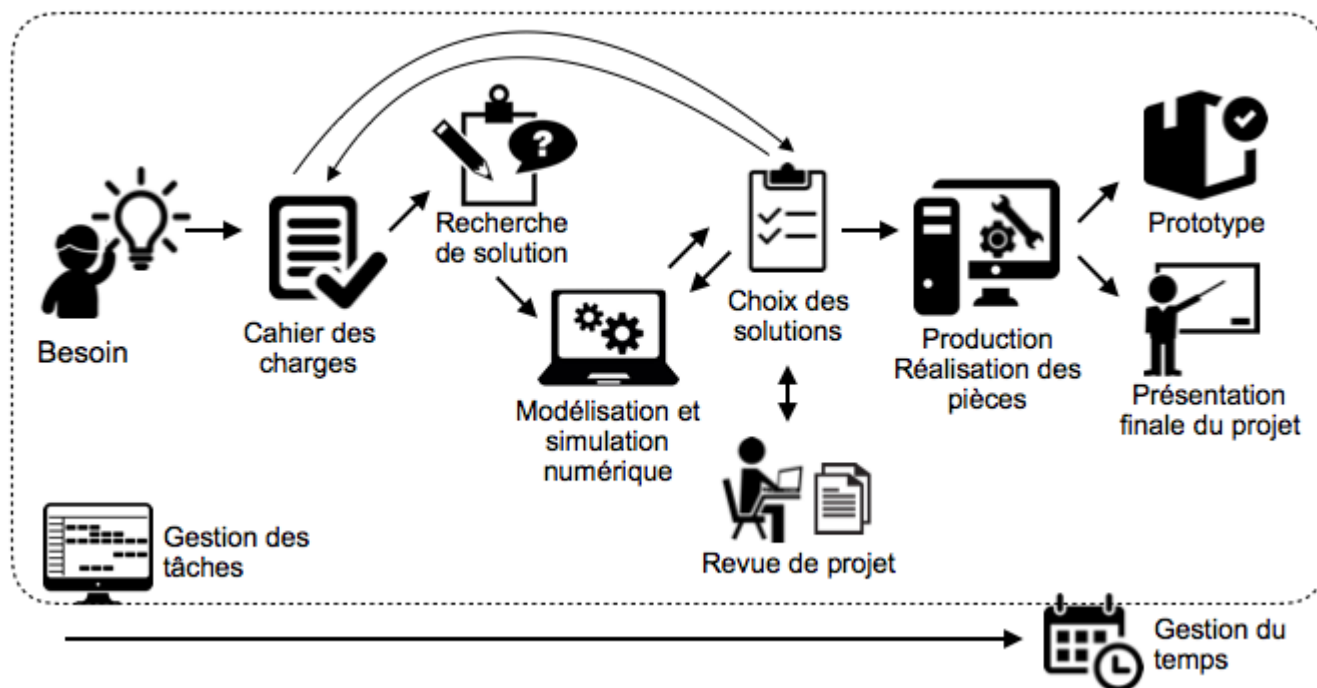 Besoin
Cahier des
charges
Recherche
de solution
?
Modélisation et
simulation
numérique
Choix des
solutions
Revue de projet
Production
Réalisation des
pièces
Prototype
Présentation
finale du projet
Gestion des
tâches
Gestion du
temps